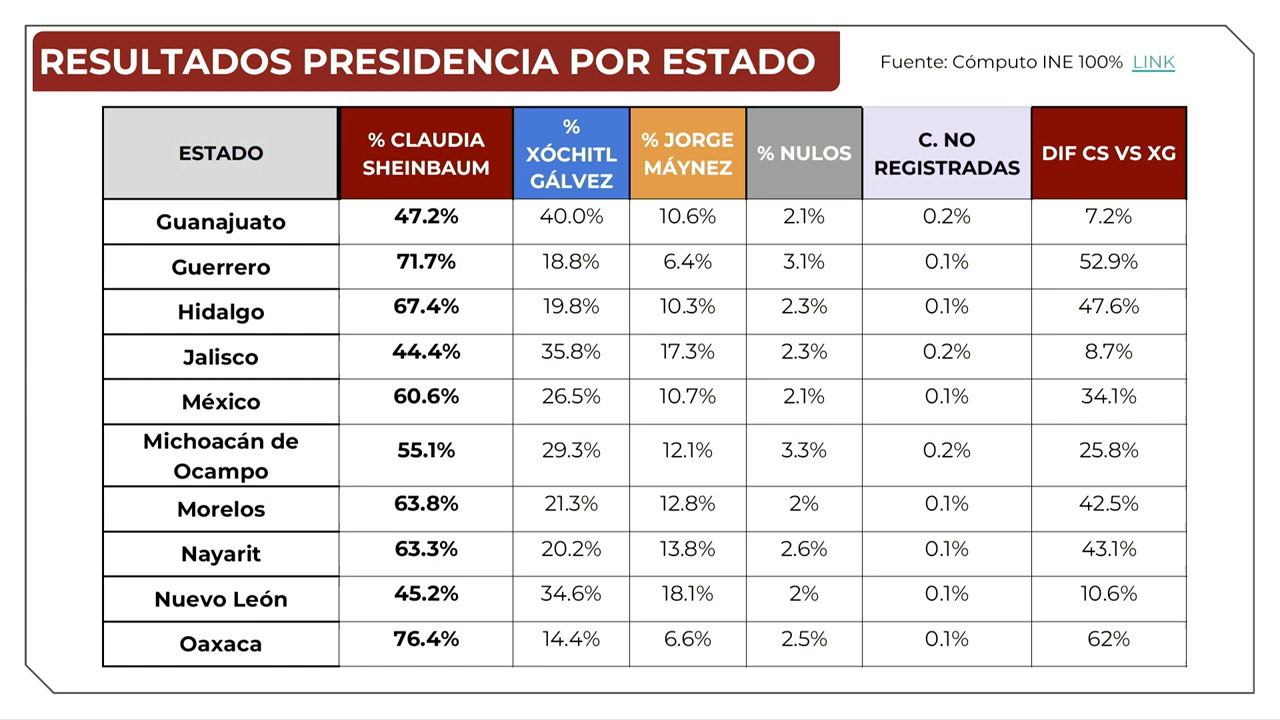 RESULTADOS PRESIDENCIA POR ESTADO
Fuente: Cómputo INE 100% LINK
ESTADO
% CLAUDIA
SHEINBAUM
%
XÓCHITL
GÁLVEZ
% JORGE
MÁYNEZ
% NULOS
C. NO
REGISTRADAS
DIF CS VS XG
Guanajuato 47.2% 40.0% 10.6% 2.1% 0.2% 7.2%
Guerrero 71.7% 18.8% 6.4% 3.1% 0.1% 52.9%
Hidalgo 67.4% 19.8% 10.3% 2.3% 0.1% 47.6%
Jalisco 44.4% 35.8% 17.3% 2.3% 0.2% 8.7%
México 60.6% 26.5% 10.7% 2.1% 0.1% 34.1%
Michoacán de
Ocampo 55.1% 29.3% 12.1% 3.3% 0.2% 25.8%
Morelos 63.8% 21.3% 12.8% 2% 0.1% 42.5%
Nayarit 63.3% 20.2% 13.8% 2.6% 0.1% 43.1%
Nuevo León 45.2% 34.6% 18.1% 2% 0.1% 10.6%
Oaxaca 76.4% 14.4% 6.6% 2.5% 0.1% 62%